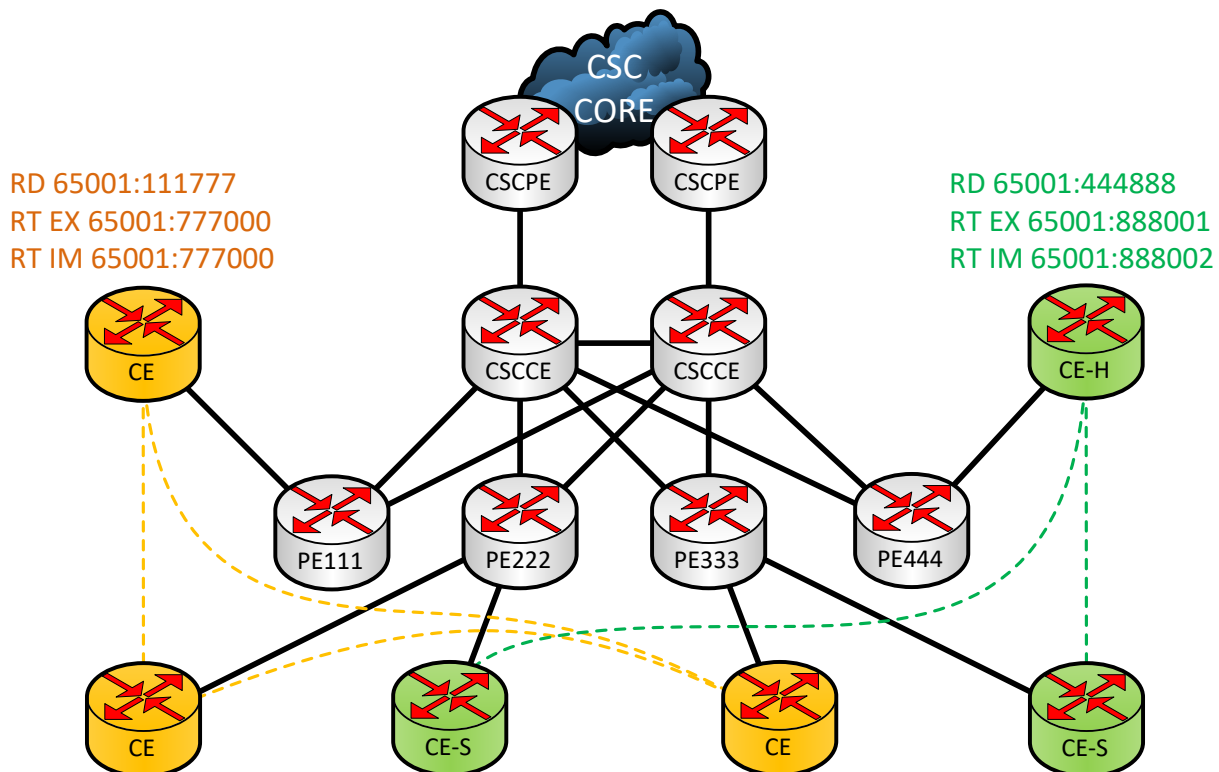 CSC
CORE
CSCPE
CSCPE
RD 65001:111777
RT EX 65001:777000
RT IM 65001:777000
RD 65001:444888
RT EX 65001:888001
RT IM 65001:888002
CE
CSCCE
CSCCE
CE-H
PE111
PE222
PE333
PE444
CE
CE-S
CE
CE-S